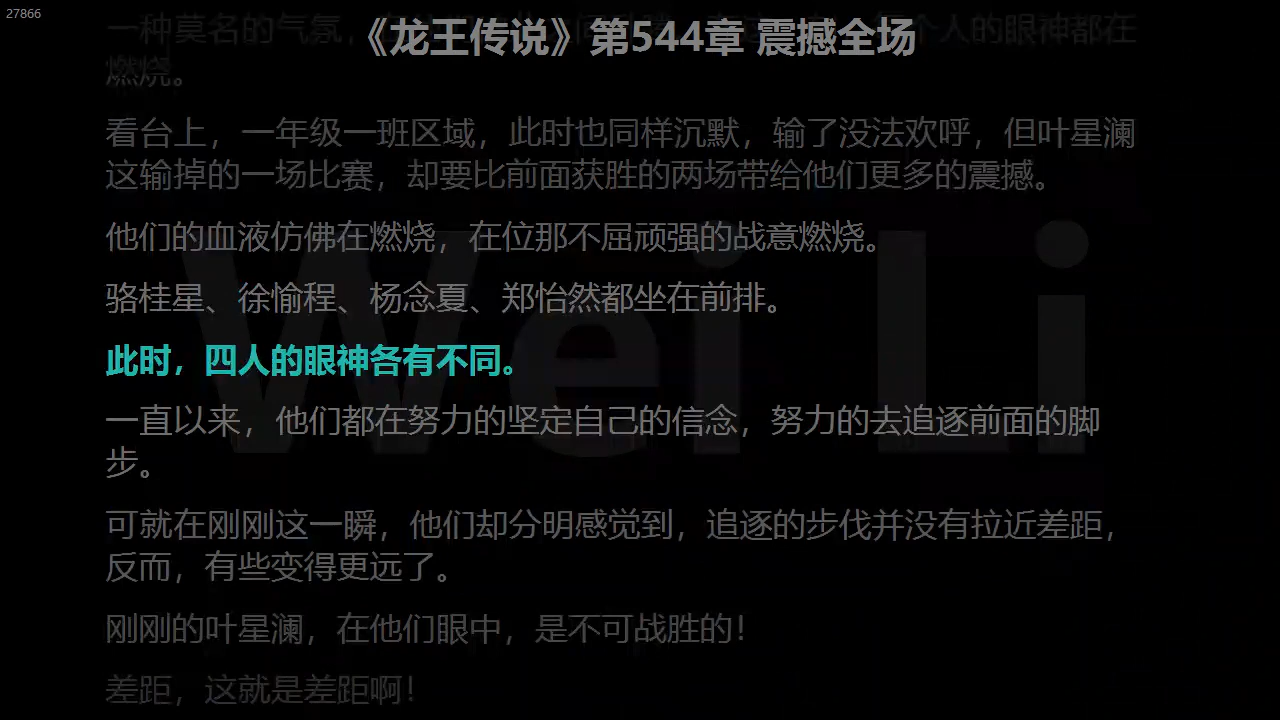 27866
《龙王传说》第544章 震撼全场
一种莫名的气氛，个人的眼神都在
燃烧。
看台上，一年级一班区域，此时也同样沉默，输了没法欢呼，但叶星澜
这输掉的一场比赛，却要比前面获胜的两场带给他们更多的震撼。
他们的血液仿佛在燃烧，在位那不屈顽强的战意燃烧。
骆桂星、徐愉程、杨念夏、郑怡然都坐在前排。
此时，四人的眼神各有不同。
一直以来，他们都在努力的坚定自己的信念，努力的去追逐前面的脚
步。
可就在刚刚这一瞬，他们却分明感觉到，追逐的步伐并没有拉近差距，
反而，有些变得更远了。
刚刚的叶星澜，在他们眼中，是不可战胜的！
差距，这就是差距啊！
Wei Li